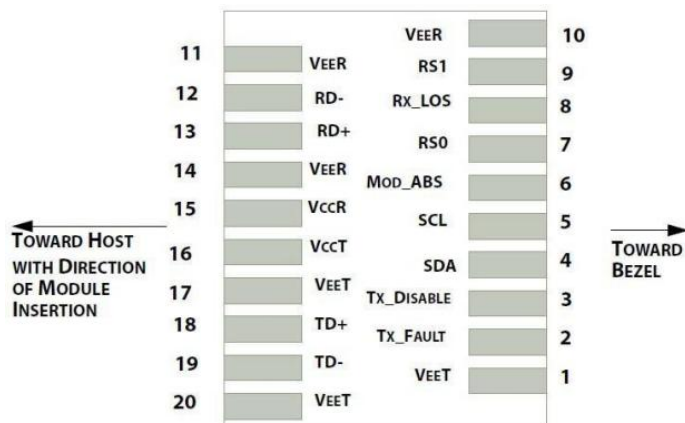 11 VEER
12 RD-
13 RD+
14 VEER
15 VCCR
16 VCCT
17 VEET
18 TD+
19 TD-
20 VEET
VEER 10
RS1 9
RX_LOS 8
RS0 7
MOD_ABS 6
SCL 5
SDA 4
TX_DISABLE 3
TX_FAULT 2
VEET 1
TOWARD HOST
WITH DIRECTION
OF MODULE
INSERTION
TOWARD
BEZEL